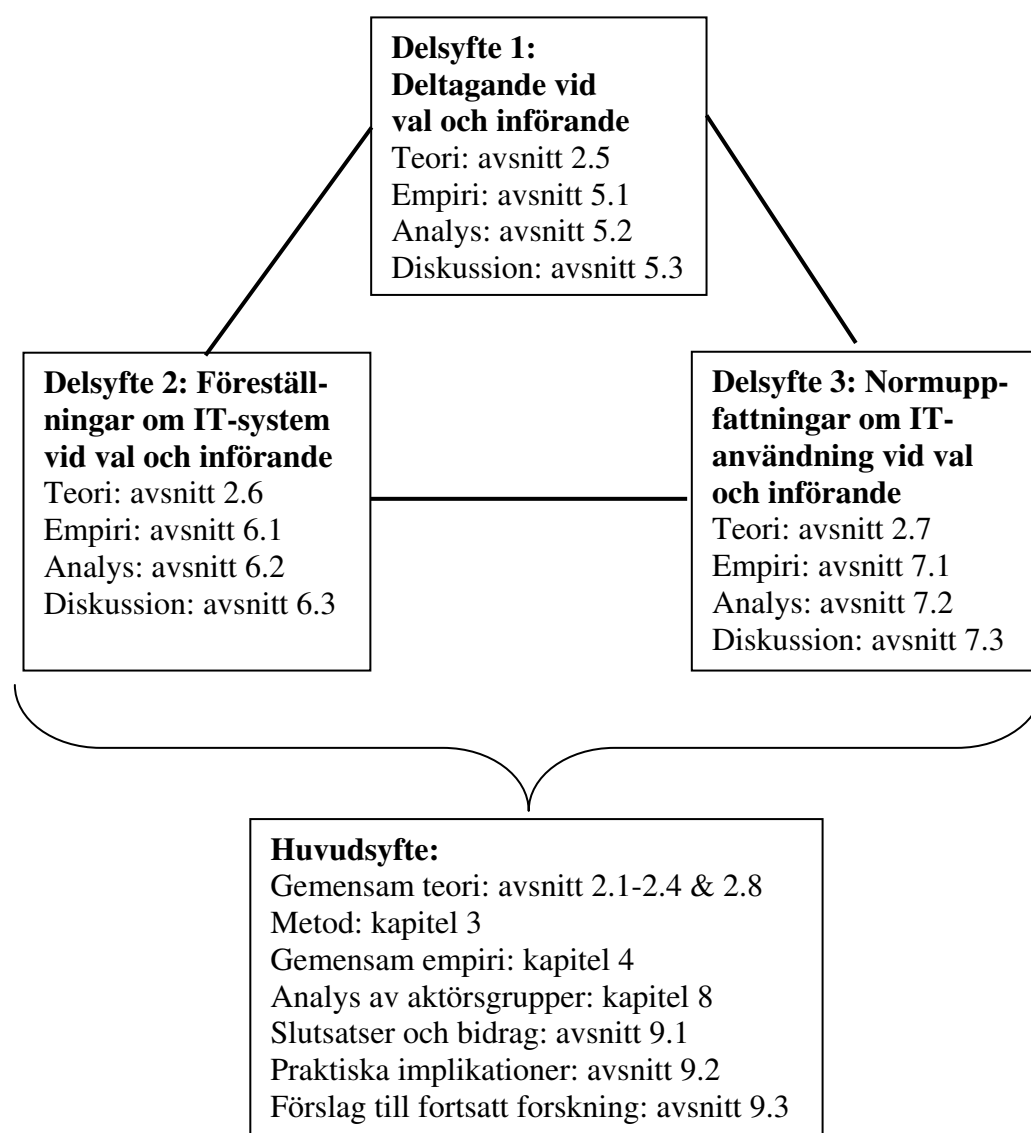 Delsyfte 1:
Deltagande vid
val och införande
Teori: avsnitt 2.5
Empiri: avsnitt 5.1
Analys: avsnitt 5.2
Diskussion: avsnitt 5.3
Delsyfte 2: Föreställ-
ningar om IT-system
vid val och införande
Teori: avsnitt 2.6
Empiri: avsnitt 6.1
Analys: avsnitt 6.2
Diskussion: avsnitt 6.3
Delsyfte 3: Normupp-
fattningar om IT-
användning vid val
och införande
Teori: avsnitt 2.7
Empiri: avsnitt 7.1
Analys: avsnitt 7.2
Diskussion: avsnitt 7.3
Huvudsyfte:
Gemensam teori: avsnitt 2.1-2.4 & 2.8
Metod: kapitel 3
Gemensam empiri: kapitel 4
Analys av aktörsgrupper: kapitel 8
Slutsatser och bidrag: avsnitt 9.1
Praktiska implikationer: avsnitt 9.2
Förslag till fortsatt forskning: avsnitt 9.3